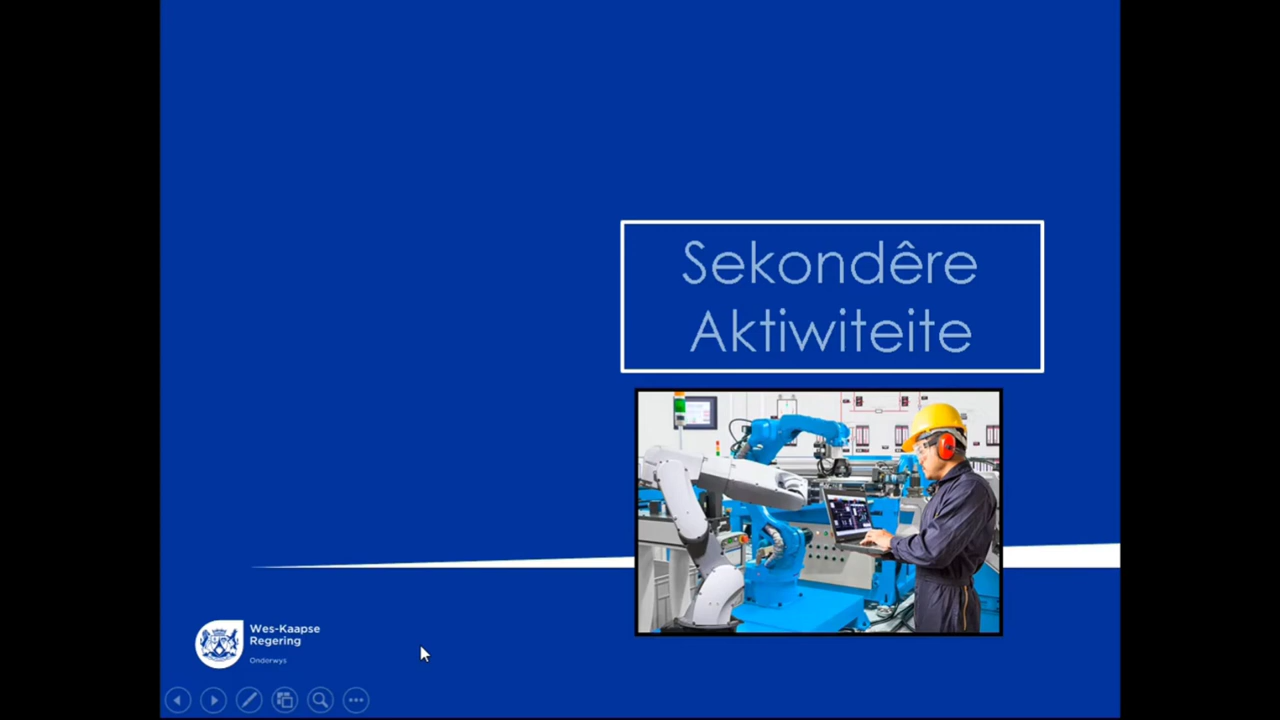 Sekondêre
Aktiwiteite
Wes-Kaapse
Regering
Onderwys